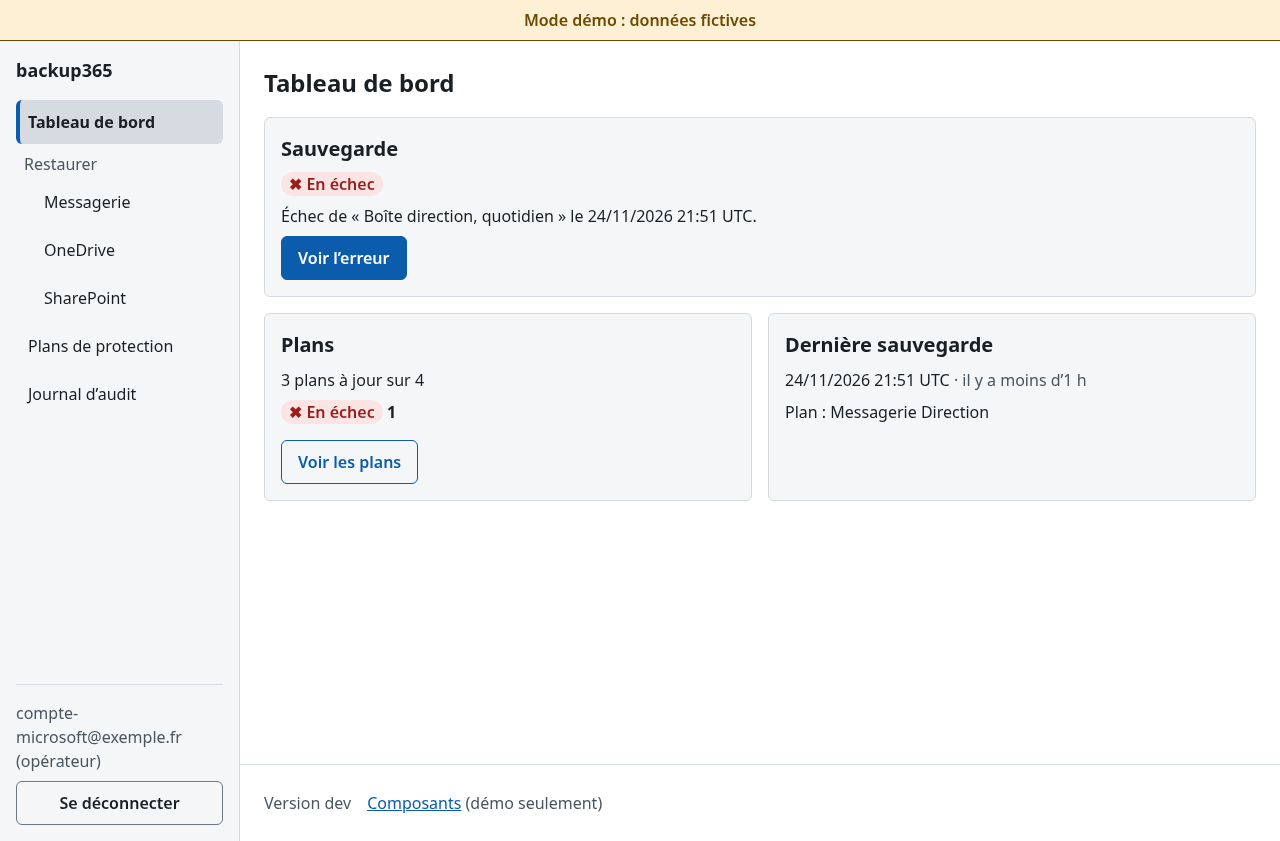 Mode démo : données fictives
backup365
Tableau de bord
Restaurer
Messagerie
OneDrive
SharePoint
Plans de protection
Journal d’audit
compte-
microsoft@exemple.fr
(opérateur)
Se déconnecter
Tableau de bord
Sauvegarde
✖ En échec
Échec de « Boîte direction, quotidien » le 24/11/2026 21:51 UTC.
Voir l’erreur
Plans
3 plans à jour sur 4
✖ En échec 1
Voir les plans
Dernière sauvegarde
24/11/2026 21:51 UTC · il y a moins d’1 h
Plan : Messagerie Direction
Version dev Composants (démo seulement)